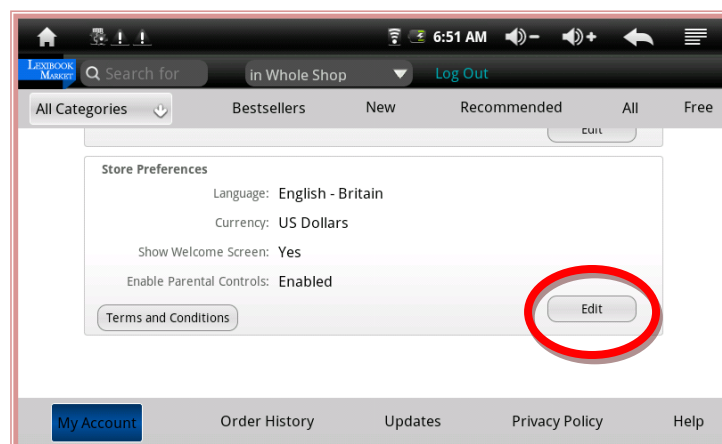 6:51 AM
LEXIBOOK
MARKET
Search for
in Whole Shop
Log Out
All Categories
Bestsellers
New
Recommended
All
Free
Edit
Store Preferences
Language: English - Britain
Currency: US Dollars
Show Welcome Screen: Yes
Enable Parental Controls: Enabled
Terms and Conditions
Edit
My Account
Order History
Updates
Privacy Policy
Help